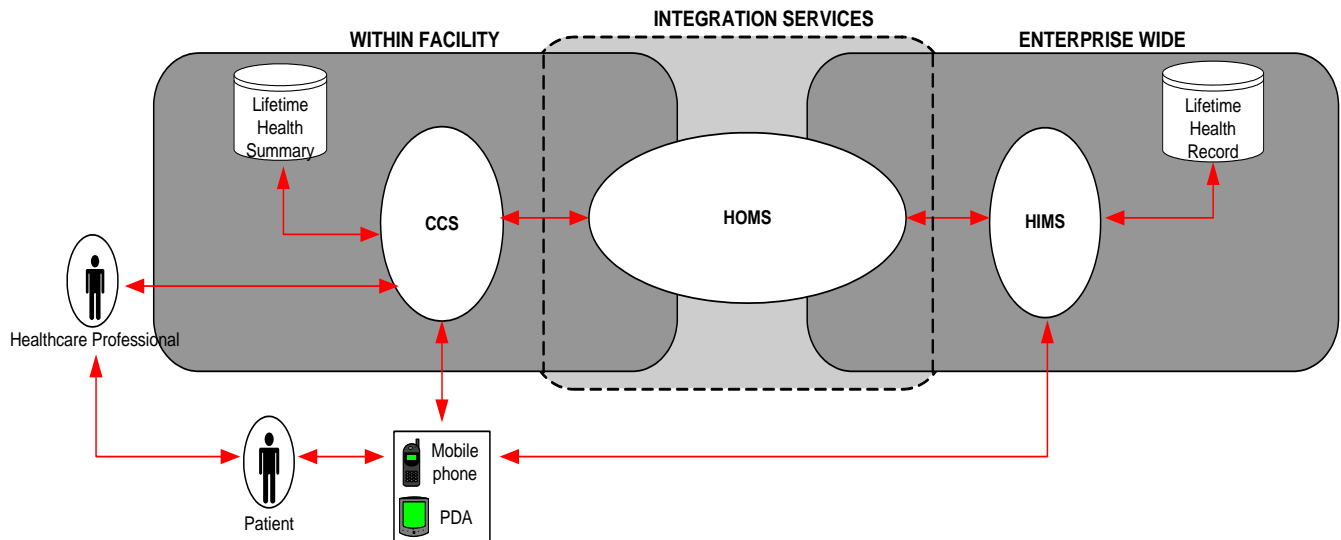 INTEGRATION SERVICES
WITHIN FACILITY
ENTERPRISE WIDE
Lifetime
Health
Summary
Lifetime
Health
Record
CCS
HOMS
HIMS
Healthcare Professional
Mobile
phone
PDA
Patient